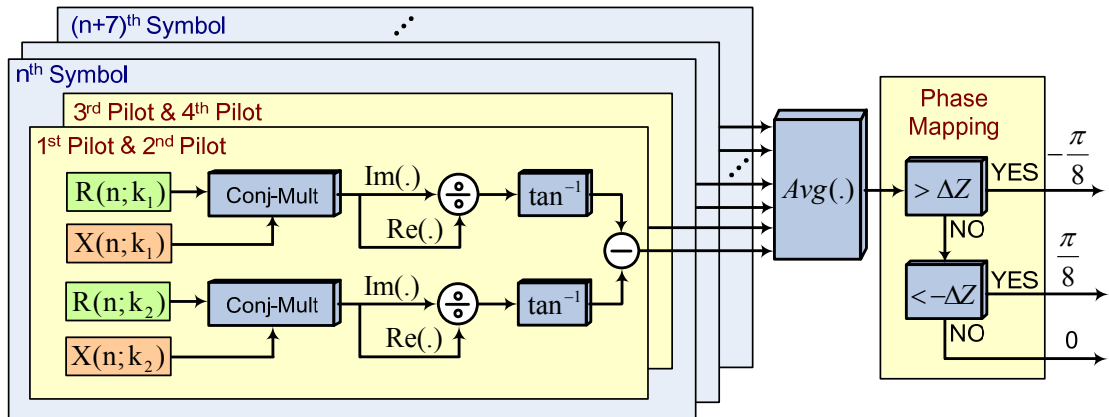 (n+7)th Symbol
nth Symbol
3rd Pilot & 4th Pilot
1st Pilot & 2nd Pilot
R(n;k₁)
X(n;k₁)
Conj-Mult
Im(.)
Re(.)
÷
tan⁻¹
−
R(n;k₂)
X(n;k₂)
Conj-Mult
Im(.)
Re(.)
÷
tan⁻¹
Avg(.)
Phase
Mapping
> ΔZ
YES
−π/8
NO
< −ΔZ
YES
π/8
NO
0